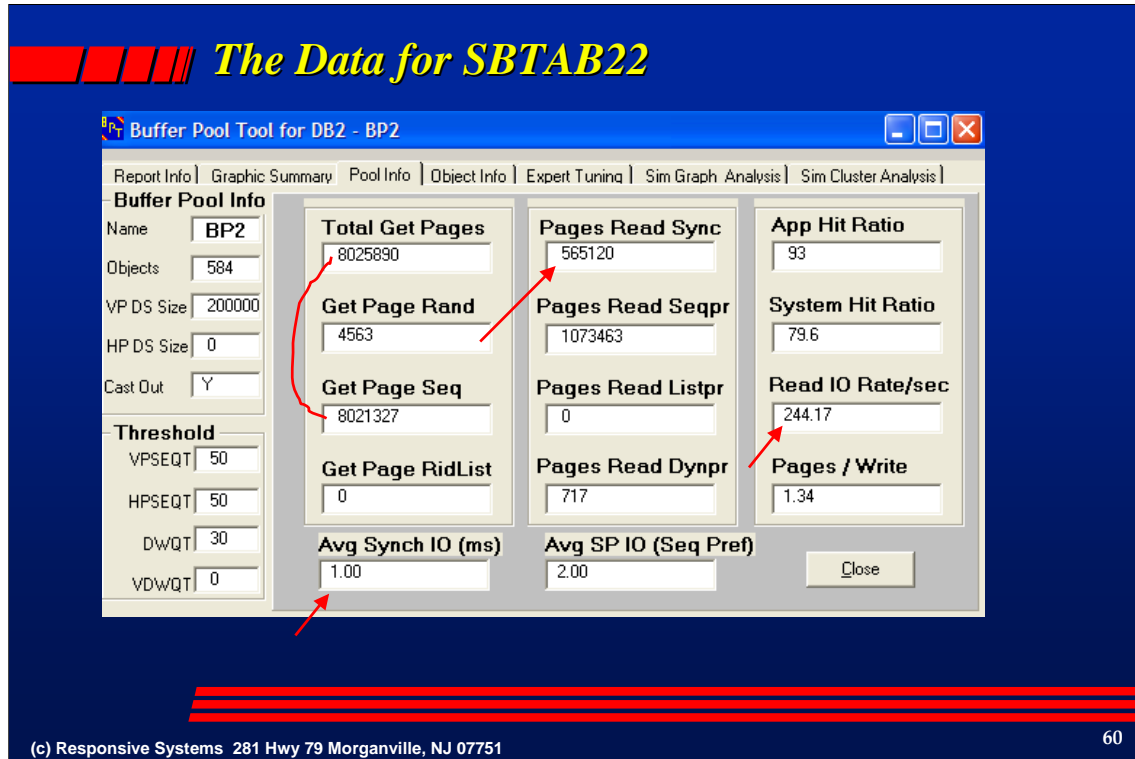 The Data for SBTAB22
BPT Buffer Pool Tool for DB2 - BP2
Report Info Graphic Summary Pool Info Object Info Expert Tuning Sim Graph Analysis Sim Cluster Analysis
Buffer Pool Info
Name BP2
Objects 584
VP DS Size 200000
HP DS Size 0
Cast Out Y
Threshold
VPSEQT 50
HPSEQT 50
DWQT 30
VDWQT 0
Total Get Pages
8025890
Get Page Rand
4563
Get Page Seq
8021327
Get Page RidList
0
Avg Synch IO (ms)
1.00
Pages Read Sync
565120
Pages Read Seqpr
1073463
Pages Read Listpr
0
Pages Read Dynpr
717
Avg SP IO (Seq Pref)
2.00
App Hit Ratio
93
System Hit Ratio
79.6
Read IO Rate/sec
244.17
Pages / Write
1.34
Close
(c) Responsive Systems 281 Hwy 79 Morganville, NJ 07751
60